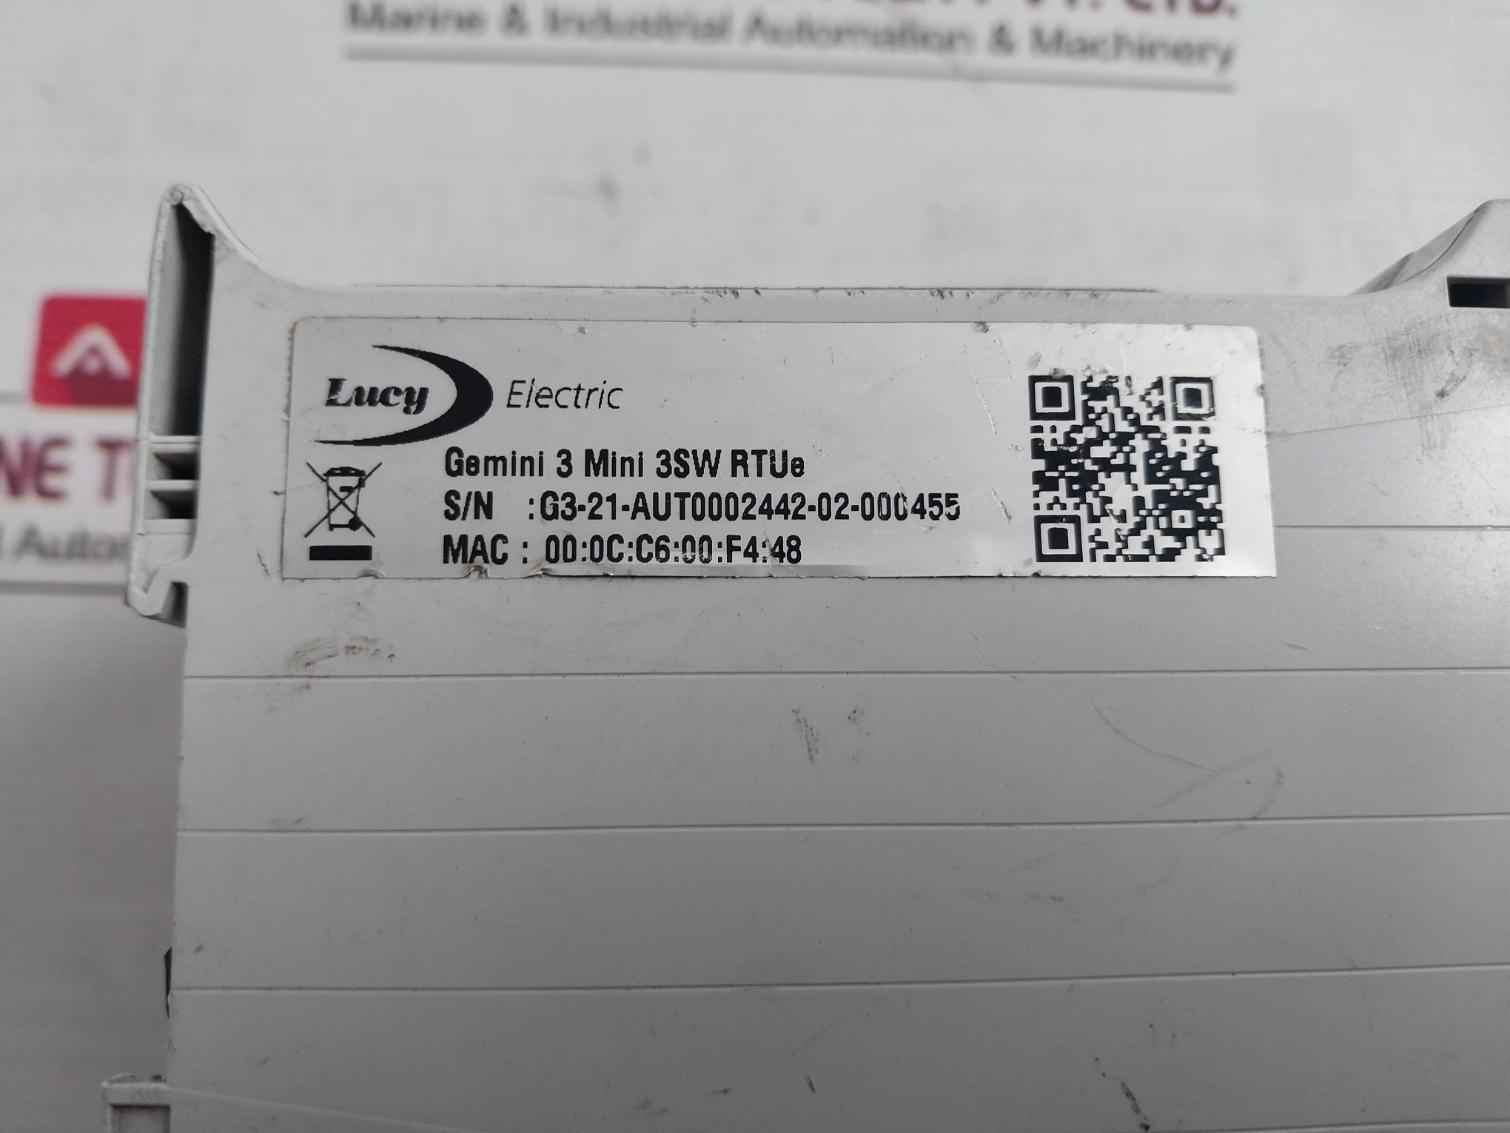 Marine & Industrial Automation & Machinery
Lucy Electric
Gemini 3 Mini 3SW RTUe
S/N :G3-21-AUT0002442-02-000455
MAC : 00:0C:C6:00:F4:48